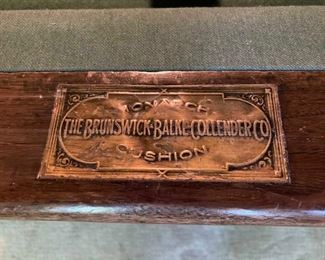 MONARCH
THE BRUNSWICK-BALKE-COLLENDER CO
CUSHION